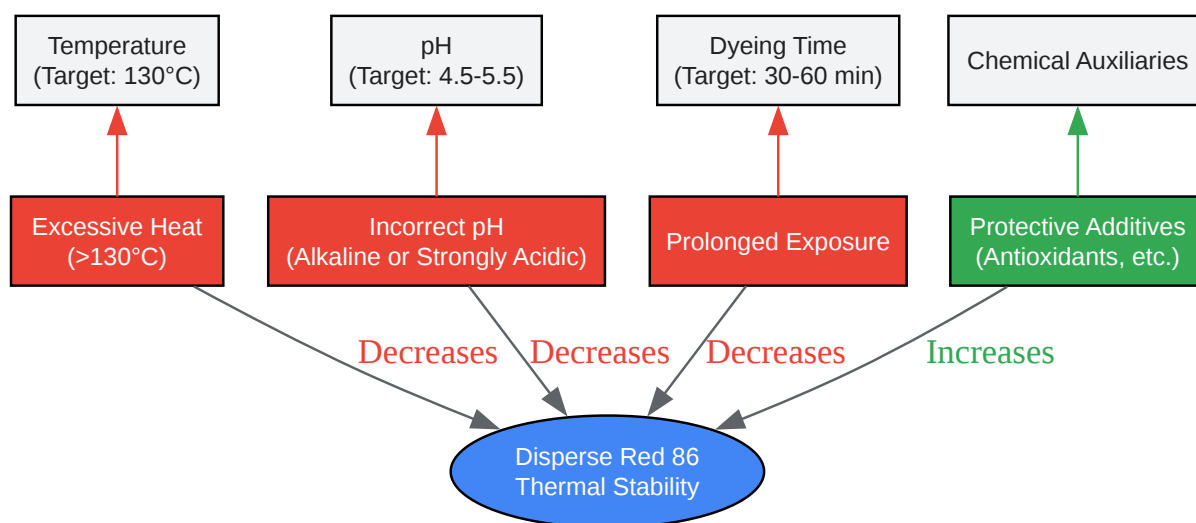 Temperature
(Target: 130°C)
pH
(Target: 4.5-5.5)
Dyeing Time
(Target: 30-60 min)
Chemical Auxiliaries
Excessive Heat
(>130°C)
Incorrect pH
(Alkaline or Strongly Acidic)
Prolonged Exposure
Protective Additives
(Antioxidants, etc.)
Decreases
Decreases
Decreases
Increases
Disperse Red 86
Thermal Stability